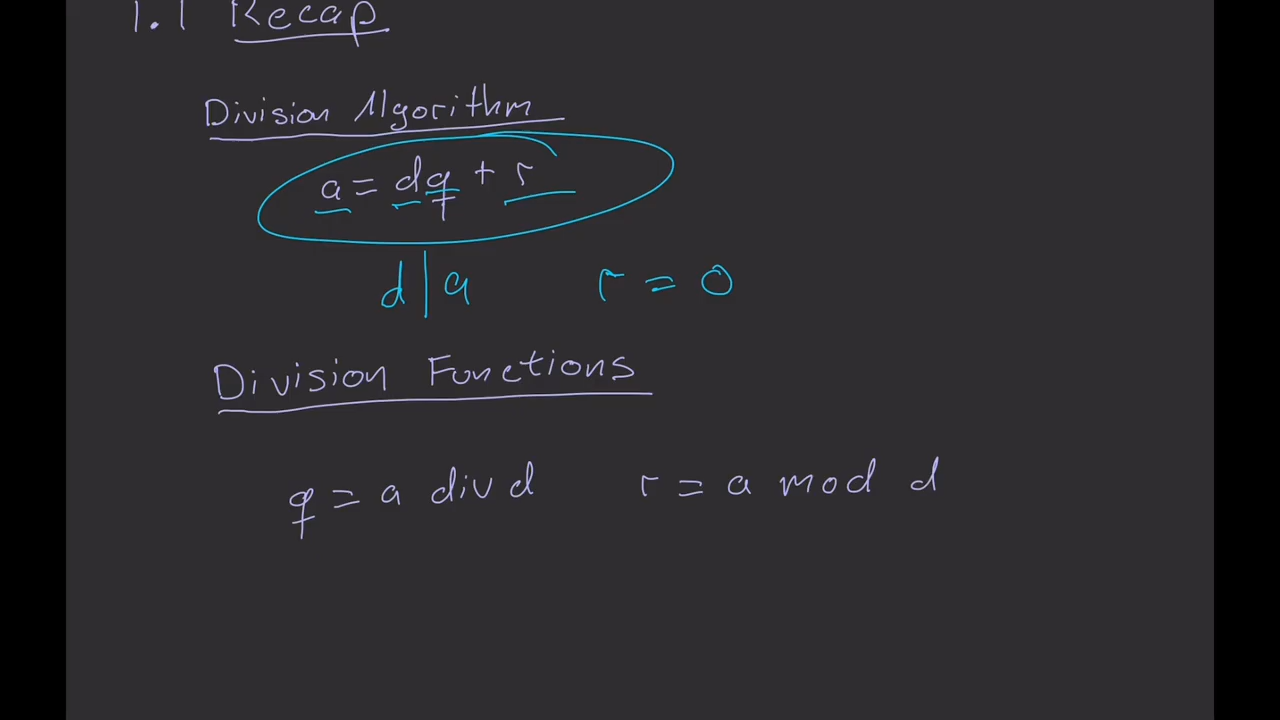 1.1 Recap
Division Algorithm
a = dq + r
d | a r = 0
Division Functions
q = a div d r = a mod d